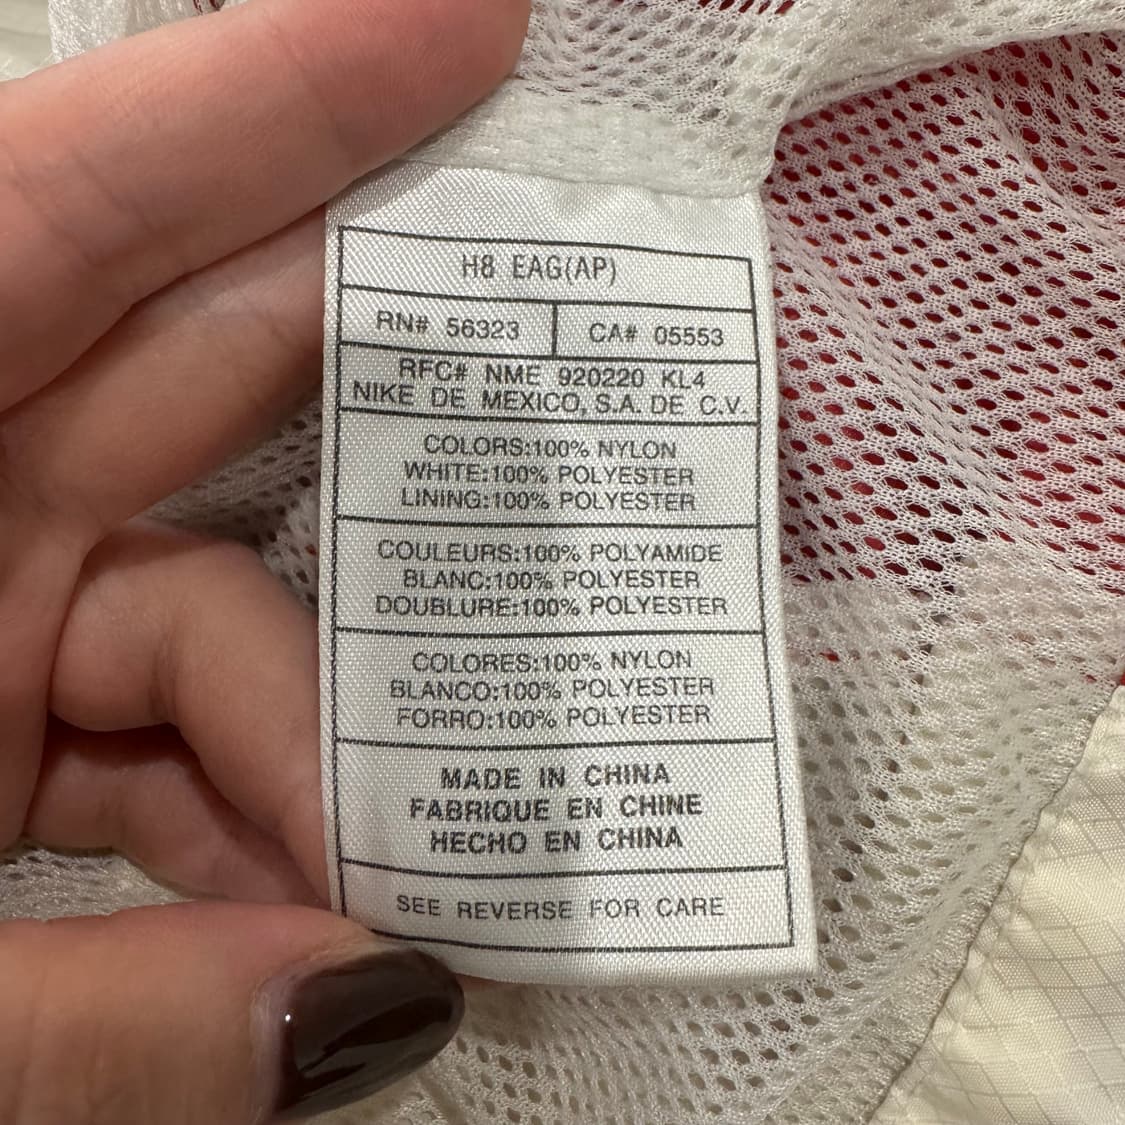 H8 EAG(AP)
RN# 56323 CA# 05553
RFC# NME 920220 KL4
NIKE DE MEXICO, S.A. DE C.V.
COLORS:100% NYLON
WHITE:100% POLYESTER
LINING:100% POLYESTER
COULEURS:100% POLYAMIDE
BLANC:100% POLYESTER
DOUBLURE:100% POLYESTER
COLORES:100% NYLON
BLANCO:100% POLYESTER
FORRO:100% POLYESTER
MADE IN CHINA
FABRIQUE EN CHINE
HECHO EN CHINA
SEE REVERSE FOR CARE